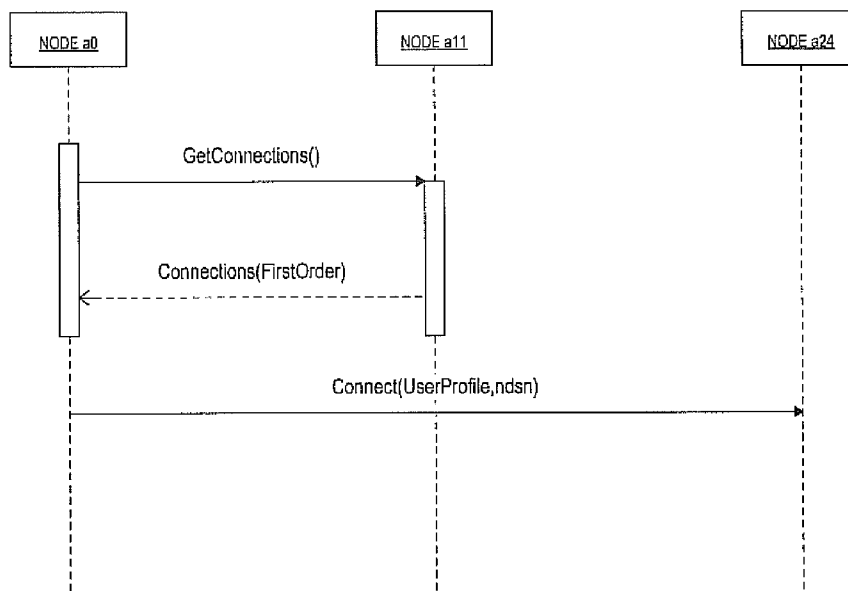 NODE a0
NODE a11
NODE a24
GetConnections()
Connections(FirstOrder)
Connect(UserProfile,ndsn)